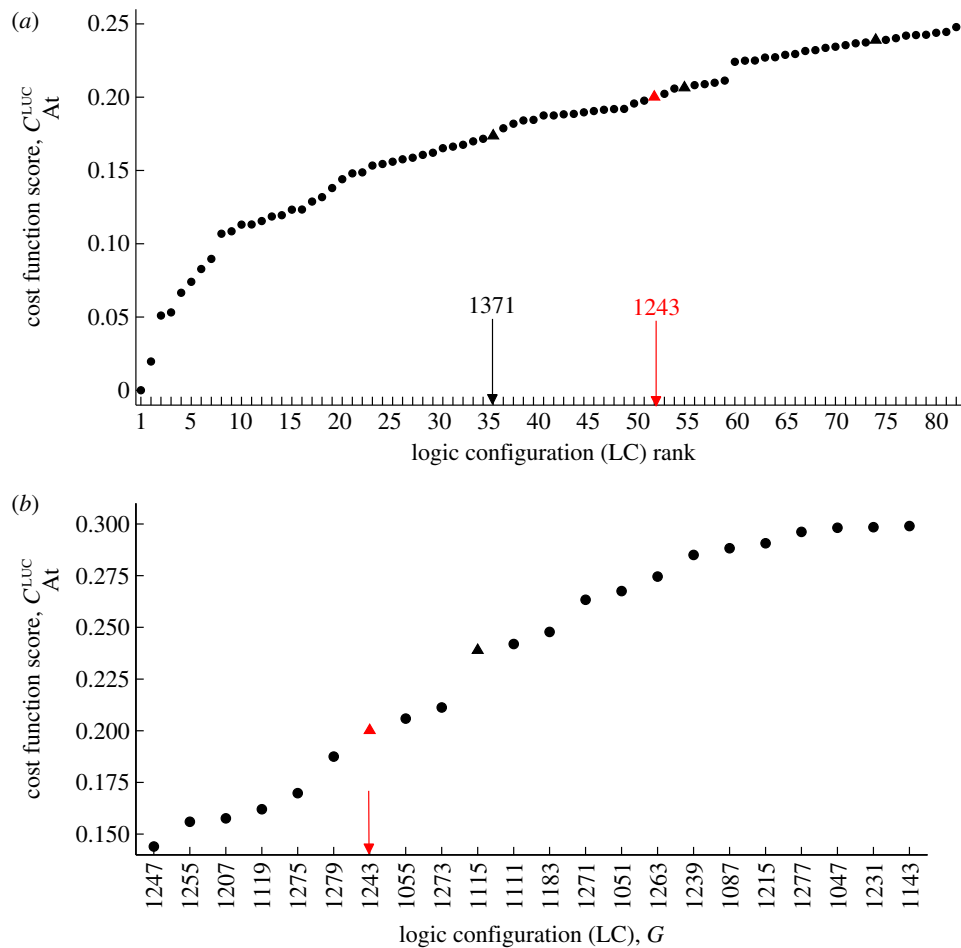 (a)
0.25
0.20
0.15
0.10
0.05
0
cost function score, C_At^LUC
1371
1243
1 10 15 20 25 30 35 40 45 50 55 60 65 70 75 80
logic configuration (LC) rank
(b)
0.300
0.275
0.250
0.225
0.200
0.175
0.150
cost function score, C_At^LUC
1247 1255 1207 1119 1275 1279 1243 1055 1273 1115 1111 1183 1271 1051 1263 1239 1087 1215 1277 1047 1231 1143
logic configuration (LC), G